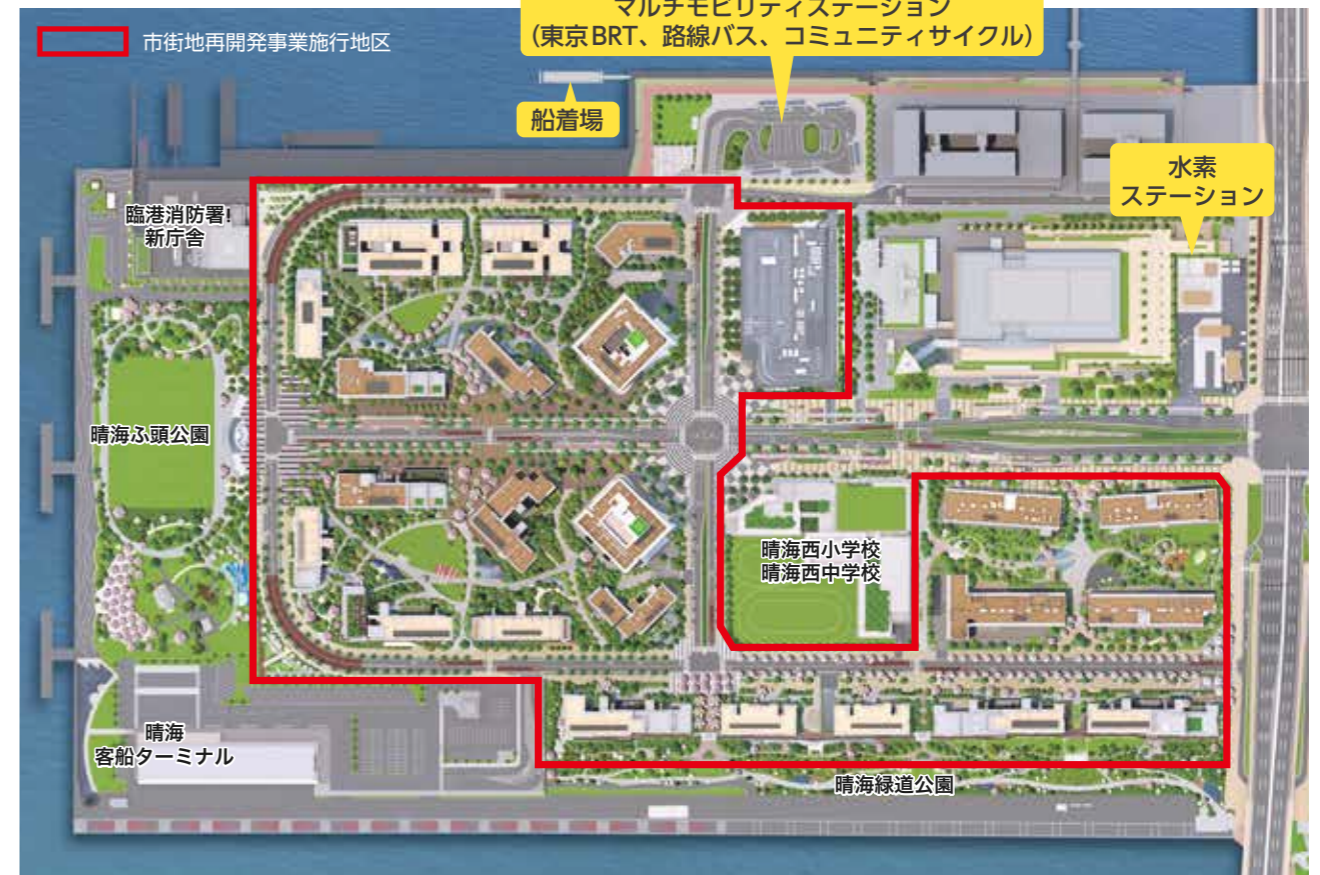 マルチモビリティステーション
(東京BRT、路線バス、コミュニティサイクル)
市街地再開発事業施行地区
船着場
水素
ステーション
臨港消防署!
新庁舎
晴海ふ頭公園
晴海西小学校
晴海西中学校
晴海
客船ターミナル
晴海緑道公園